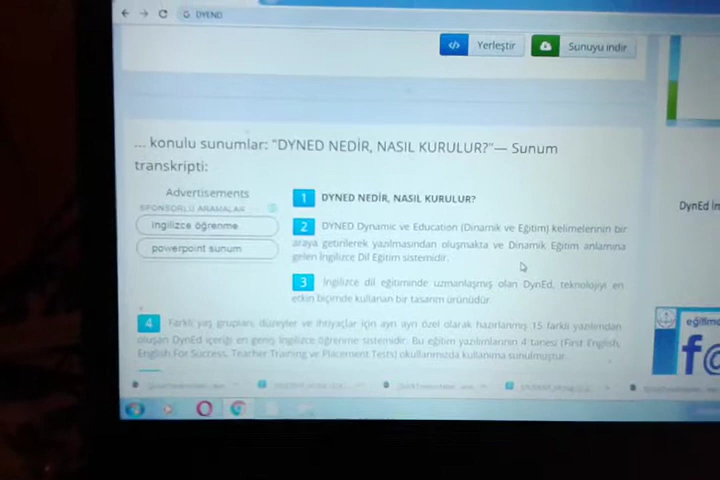 DYEND
Yerleştir
Sunuyu indir
... konulu sunumlar: "DYNED NEDİR, NASIL KURULUR?"— Sunum
transkripti:
Advertisements
SPONSORLU ARAMALAR
ingilizce öğrenme
powerpoint sunum
1 DYNED NEDİR, NASIL KURULUR?
2 DYNED Dynamic ve Education (Dinamik ve Eğitim) kelimelerinin bir
araya getirilerek yazılmasından oluşmakta ve Dinamik Eğitim anlamına
gelen İngilizce Dil Eğitim sistemidir.
3 İngilizce dil eğitiminde uzmanlaşmış olan DynEd, teknolojiyi en
etkin biçimde kullanan bir tasarım ürünüdür.
4 Farklı yaş grupları, düzeyler ve ihtiyaçlar için ayrı ayrı özel olarak hazırlanmış 15 farklı yazılımdan
oluşan DynEd içeriği en geniş İngilizce öğrenme sistemidir. Bu eğitim yazılımlarının 4 tanesi (First English,
English For Success, Teacher Training ve Placement Tests) okullarımızda kullanıma sunulmuştur.
DynEd İn
eğitimc
f@